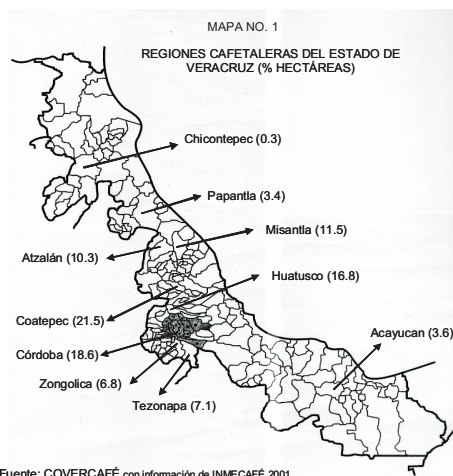 MAPA NO. 1
REGIONES CAFETALERAS DEL ESTADO DE
VERACRUZ (% HECTÁREAS)
Chicontepec (0.3)
Papantla (3.4)
Misantla (11.5)
Atzalán (10.3)
Huatusco (16.8)
Coatepec (21.5)
Acayucan (3.6)
Córdoba (18.6)
Zongolica (6.8)
Tezonapa (7.1)
Fuente: COVERCAFÉ con información de INMECAFÉ 2001